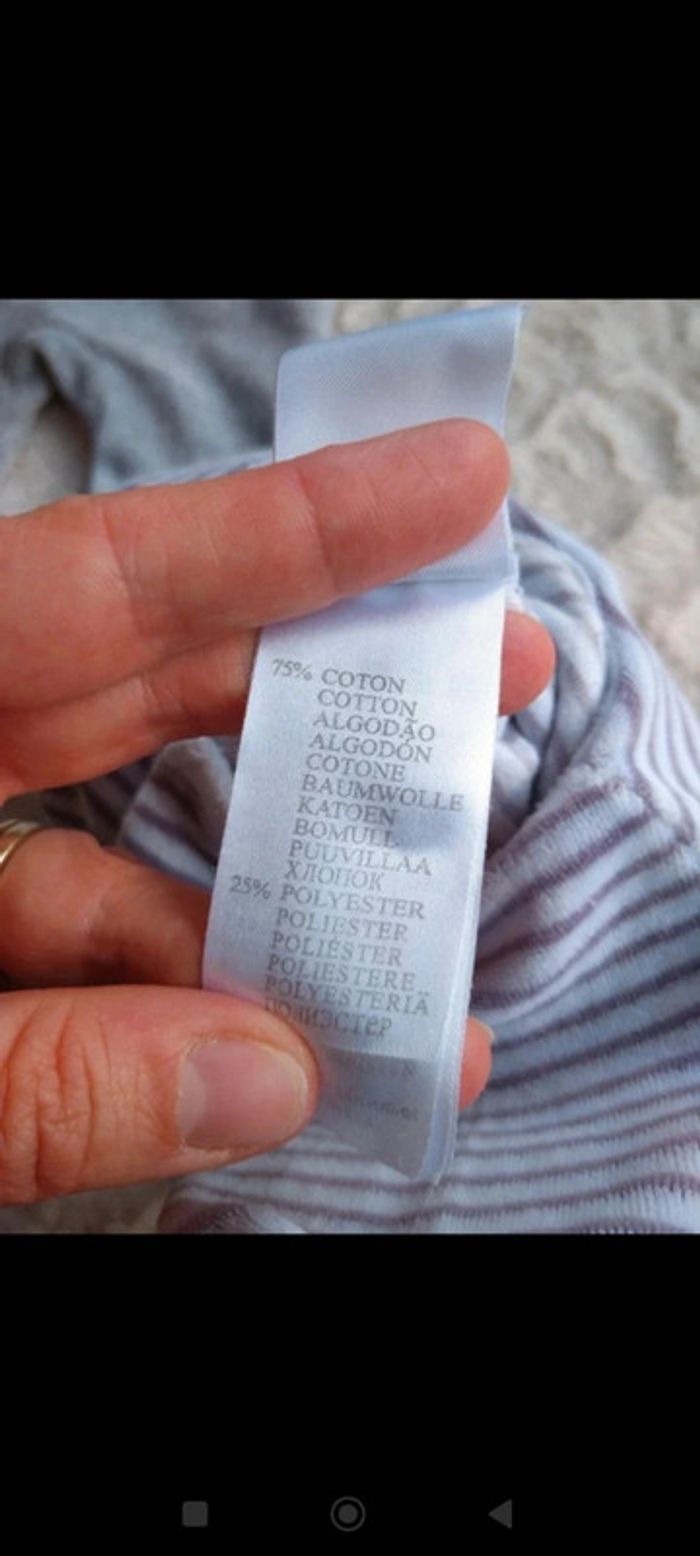 75% COTON
COTTON
ALGODÃO
ALGODÓN
COTONE
BAUMWOLLE
KATOEN
BOMULL
PUUVILLAA
ХЛОПОК
25% POLYESTER
POLIESTER
POLIÉSTER
POLIESTERE
POLYESTERIÄ
ПОЛИЭСТЕР